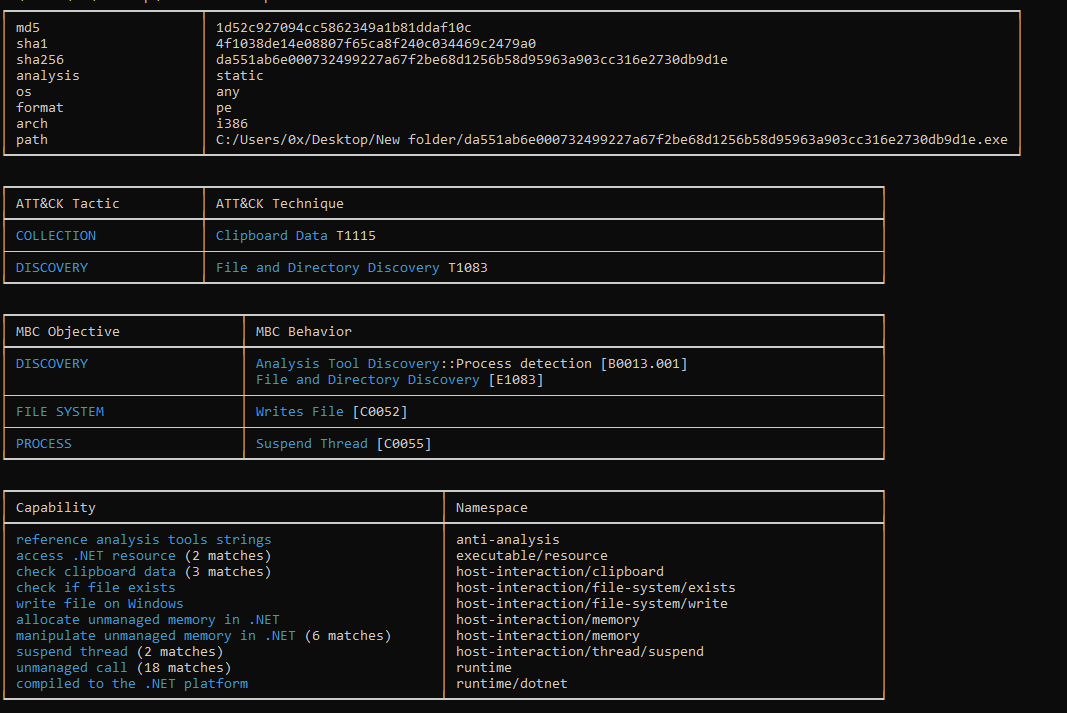 md5 1d52c927094cc5862349a1b81ddaf10c
sha1 4f1038de14e08807f65ca8f240c034469c2479a0
sha256 da551ab6e000732499227a67f2be68d1256b58d95963a903cc316e2730db9d1e
analysis static
os any
format pe
arch i386
path C:/Users/0x/Desktop/New folder/da551ab6e000732499227a67f2be68d1256b58d95963a903cc316e2730db9d1e.exe
ATT&CK Tactic ATT&CK Technique
COLLECTION Clipboard Data T1115
DISCOVERY File and Directory Discovery T1083
MBC Objective MBC Behavior
DISCOVERY Analysis Tool Discovery::Process detection [B0013.001]
File and Directory Discovery [E1083]
FILE SYSTEM Writes File [C0052]
PROCESS Suspend Thread [C0055]
Capability Namespace
reference analysis tools strings anti-analysis
access .NET resource (2 matches) executable/resource
check clipboard data (3 matches) host-interaction/clipboard
check if file exists host-interaction/file-system/exists
write file on Windows host-interaction/file-system/write
allocate unmanaged memory in .NET host-interaction/memory
manipulate unmanaged memory in .NET (6 matches) host-interaction/memory
suspend thread (2 matches) host-interaction/thread/suspend
unmanaged call (18 matches) runtime
compiled to the .NET platform runtime/dotnet